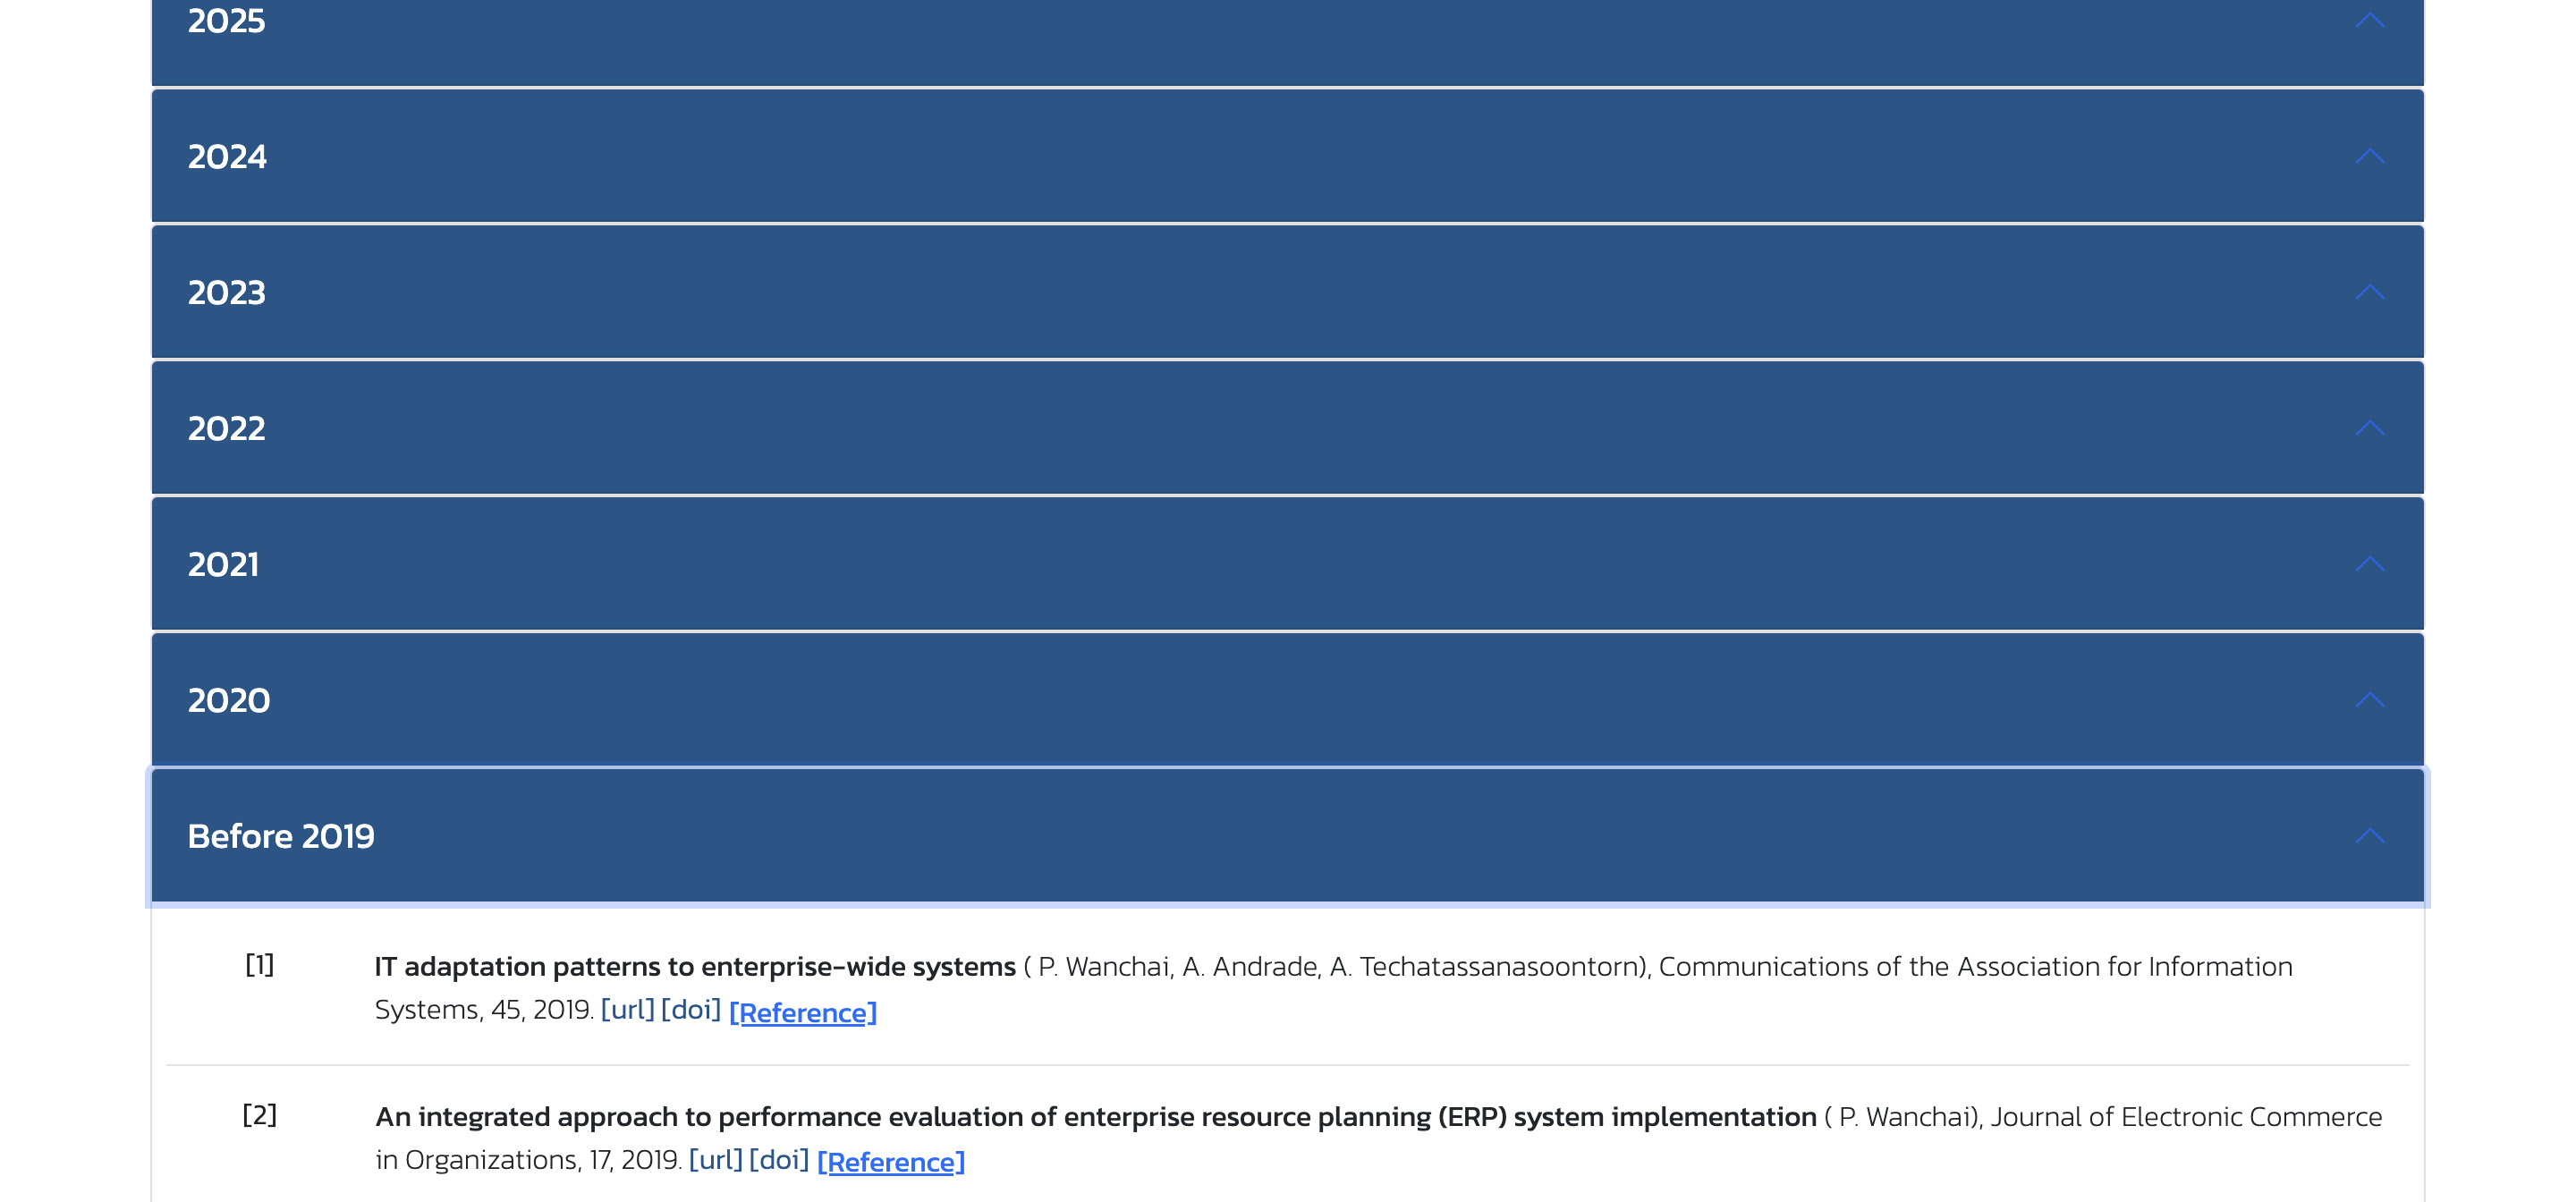 2025
2024
2023
2022
2021
2020
Before 2019
[1] IT adaptation patterns to enterprise-wide systems ( P. Wanchai, A. Andrade, A. Techatassanasoontorn), Communications of the Association for Information
Systems, 45, 2019. [url] [doi] [Reference]
[2] An integrated approach to performance evaluation of enterprise resource planning (ERP) system implementation ( P. Wanchai), Journal of Electronic Commerce
in Organizations, 17, 2019. [url] [doi] [Reference]